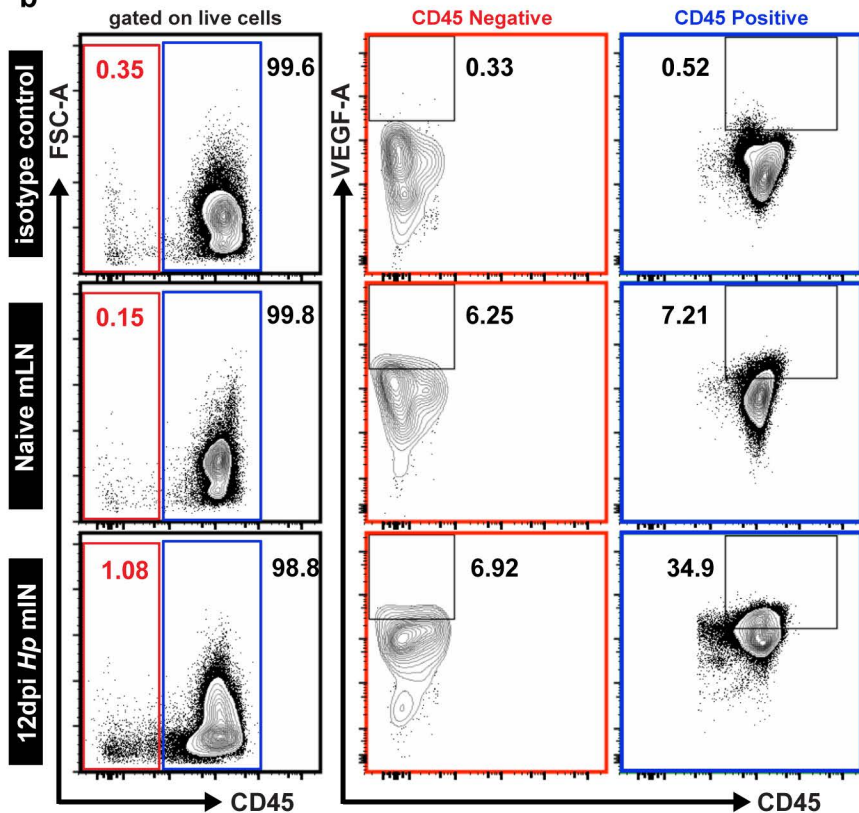 b
gated on live cells
CD45 Negative
CD45 Positive
isotype control
FSC-A
0.35
99.6
VEGF-A
0.33
0.52
Naive mLN
0.15
99.8
6.25
7.21
12dpi Hp mIN
1.08
98.8
6.92
34.9
CD45
CD45